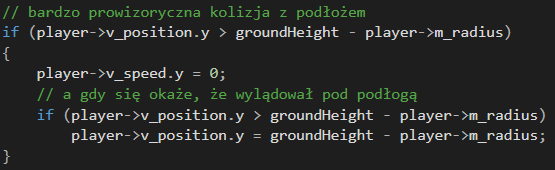 // bardzo prowizoryczna kolizja z podłożem
if (player->v_position.y > groundHeight - player->m_radius)
{
    player->v_speed.y = 0;
    // a gdy się okaże, że wylądował pod podłogą
    if (player->v_position.y > groundHeight - player->m_radius)
        player->v_position.y = groundHeight - player->m_radius;
}